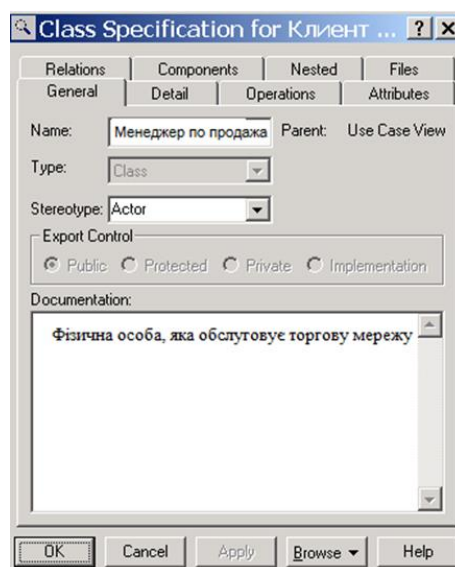 Class Specification for Клиент ...
Relations Components Nested Files
General Detail Operations Attributes
Name: Менеджер по продажа Parent: Use Case View
Type: Class
Stereotype: Actor
Export Control
Public Protected Private Implementation
Documentation:
Фізична особа, яка обслуговує торгову мережу
OK Cancel Apply Browse Help